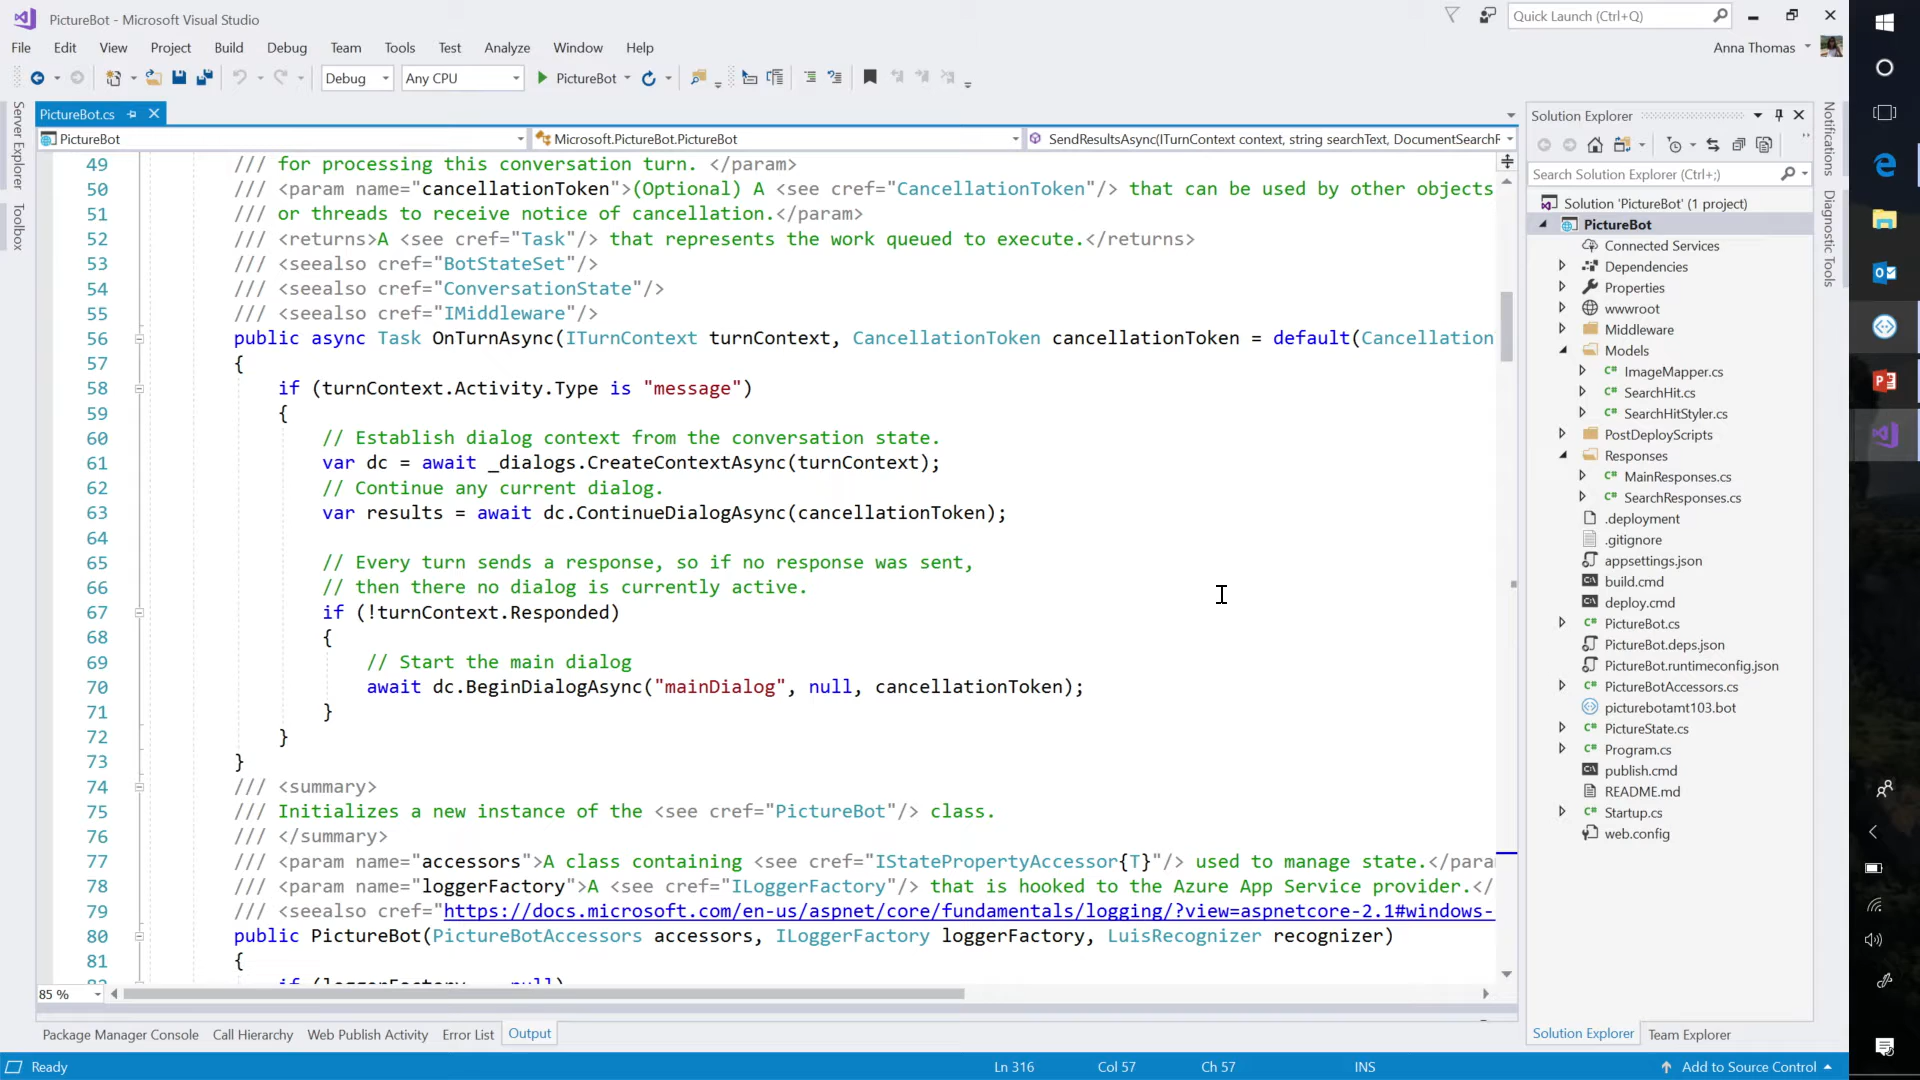 PictureBot - Microsoft Visual Studio
Quick Launch (Ctrl+Q)
File Edit View Project Build Debug Team Tools Test Analyze Window Help
Anna Thomas
Debug Any CPU PictureBot
Server Explorer
Toolbox
PictureBot.cs
PictureBot Microsoft.PictureBot.PictureBot SendResultsAsync(ITurnContext context, string searchText, DocumentSearchR
49 /// for processing this conversation turn. </param>
50 /// <param name="cancellationToken">(Optional) A <see cref="CancellationToken"/> that can be used by other objects
51 /// or threads to receive notice of cancellation.</param>
52 /// <returns>A <see cref="Task"/> that represents the work queued to execute.</returns>
53 /// <seealso cref="BotStateSet"/>
54 /// <seealso cref="ConversationState"/>
55 /// <seealso cref="IMiddleware"/>
56 public async Task OnTurnAsync(ITurnContext turnContext, CancellationToken cancellationToken = default(Cancellation
57 {
58 if (turnContext.Activity.Type is "message")
59 {
60 // Establish dialog context from the conversation state.
61 var dc = await _dialogs.CreateContextAsync(turnContext);
62 // Continue any current dialog.
63 var results = await dc.ContinueDialogAsync(cancellationToken);
64
65 // Every turn sends a response, so if no response was sent,
66 // then there no dialog is currently active.
67 if (!turnContext.Responded)
68 {
69 // Start the main dialog
70 await dc.BeginDialogAsync("mainDialog", null, cancellationToken);
71 }
72 }
73 }
74 /// <summary>
75 /// Initializes a new instance of the <see cref="PictureBot"/> class.
76 /// </summary>
77 /// <param name="accessors">A class containing <see cref="IStatePropertyAccessor{T}"/> used to manage state.</para
78 /// <param name="loggerFactory">A <see cref="ILoggerFactory"/> that is hooked to the Azure App Service provider.</
79 /// <seealso cref="https://docs.microsoft.com/en-us/aspnet/core/fundamentals/logging/?view=aspnetcore-2.1#windows-
80 public PictureBot(PictureBotAccessors accessors, ILoggerFactory loggerFactory, LuisRecognizer recognizer)
81 {
85 %
Package Manager Console Call Hierarchy Web Publish Activity Error List Output
Ready Ln 316 Col 57 Ch 57 INS Add to Source Control
Solution Explorer
Search Solution Explorer (Ctrl+;)
Solution 'PictureBot' (1 project)
PictureBot
Connected Services
Dependencies
Properties
wwwroot
Middleware
Models
ImageMapper.cs
SearchHit.cs
SearchHitStyler.cs
PostDeployScripts
Responses
MainResponses.cs
SearchResponses.cs
.deployment
.gitignore
appsettings.json
build.cmd
deploy.cmd
PictureBot.cs
PictureBot.deps.json
PictureBot.runtimeconfig.json
PictureBotAccessors.cs
picturebotamt103.bot
PictureState.cs
Program.cs
publish.cmd
README.md
Startup.cs
web.config
Solution Explorer Team Explorer
Notifications
Diagnostic Tools